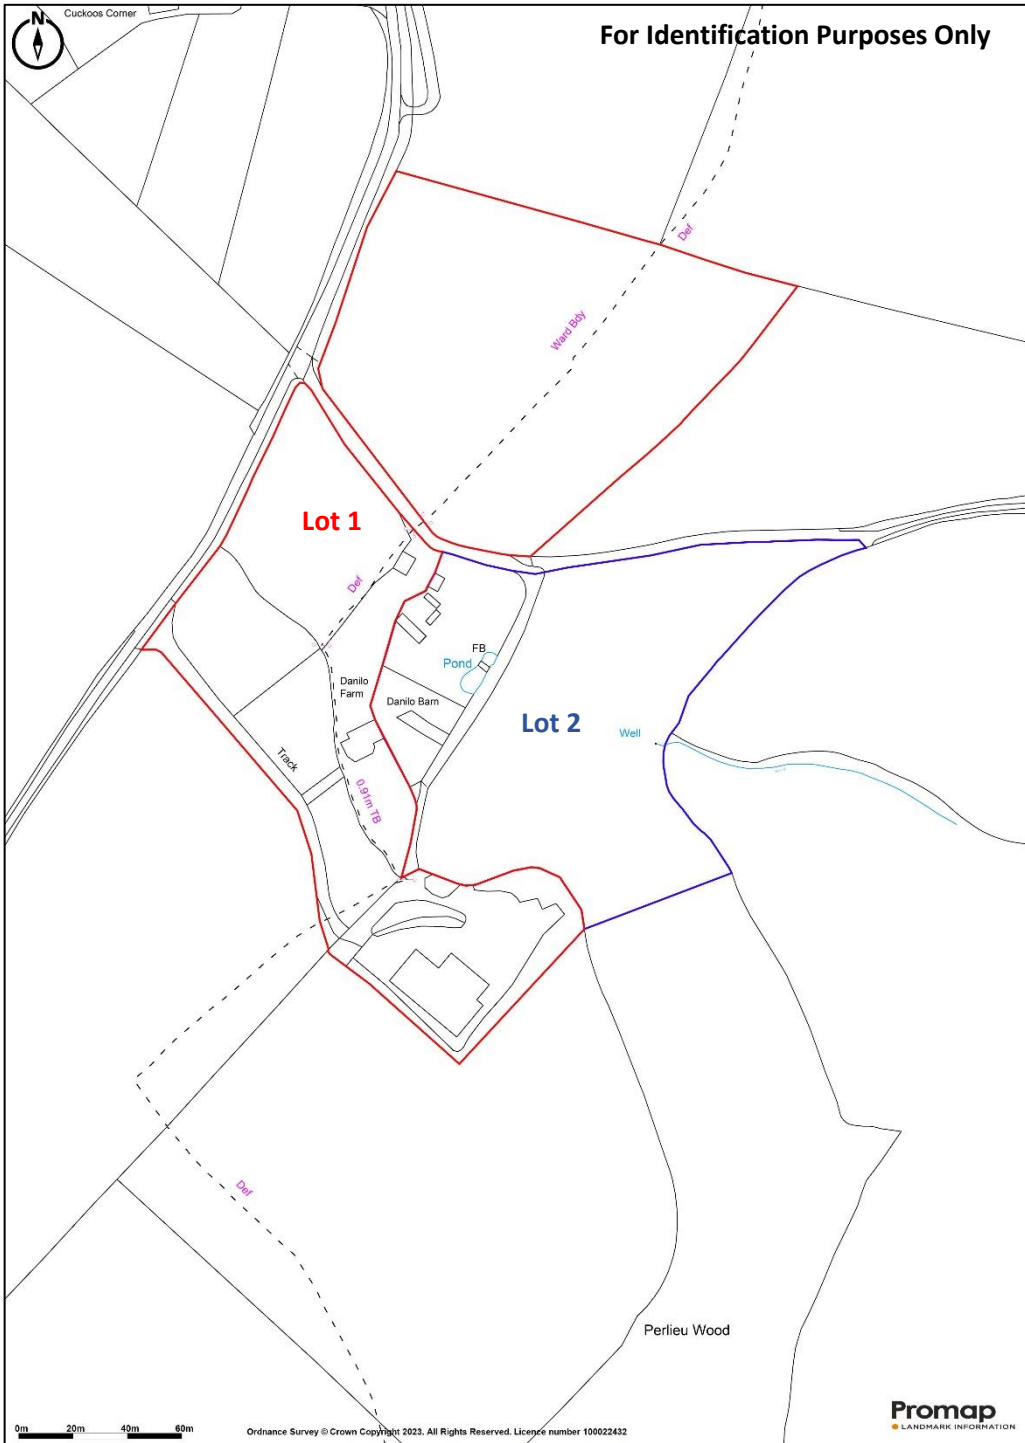 Cuckoos Corner
N
For Identification Purposes Only
Def
Ward Bdy
Lot 1
Def
FB
Pond
Danilo
Farm
Danilo Barn
Lot 2
Well
Track
0.91m TB
Def
Perlieu Wood
Promap
LANDMARK INFORMATION
0m 20m 40m 60m
Ordnance Survey © Crown Copyright 2023. All Rights Reserved. Licence number 100022432